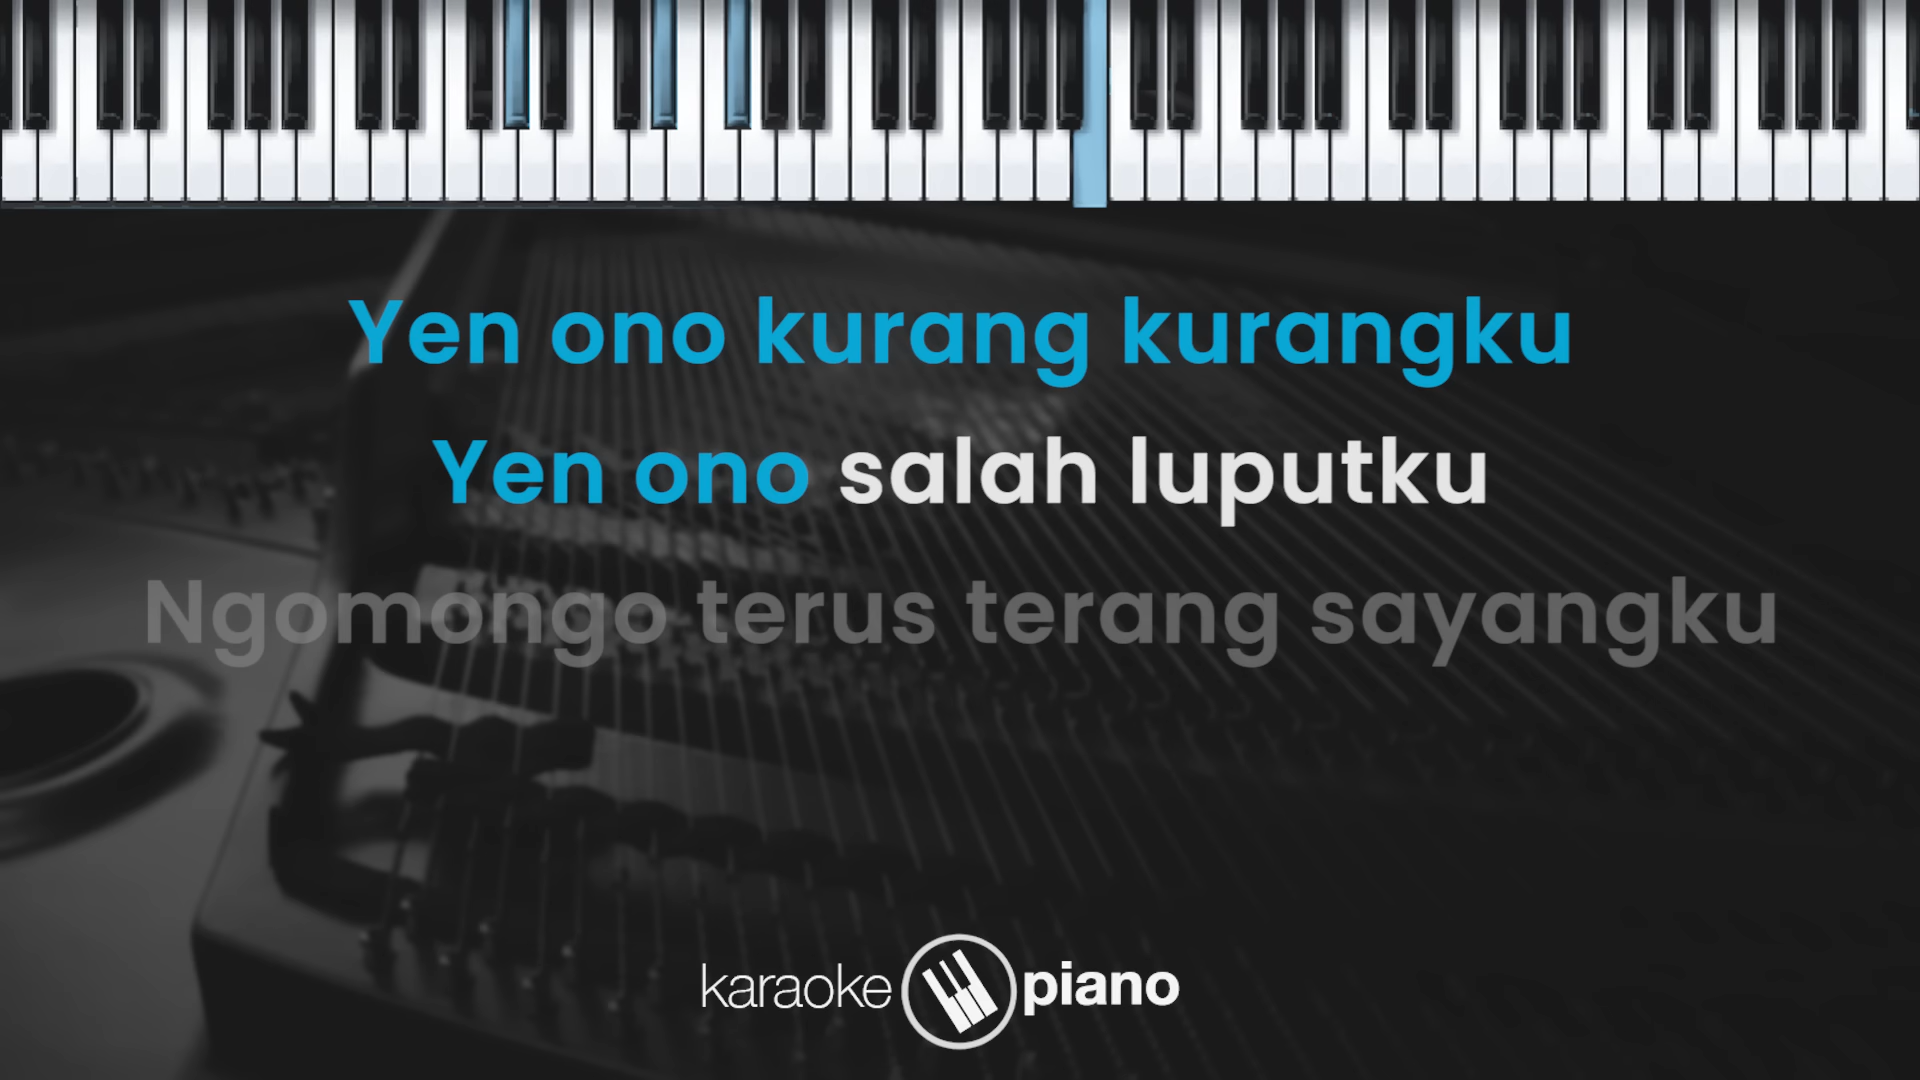 Yen ono kurang kurangku
Yen ono salah luputku
Ngomongo terus terang sayangku
karaoke piano